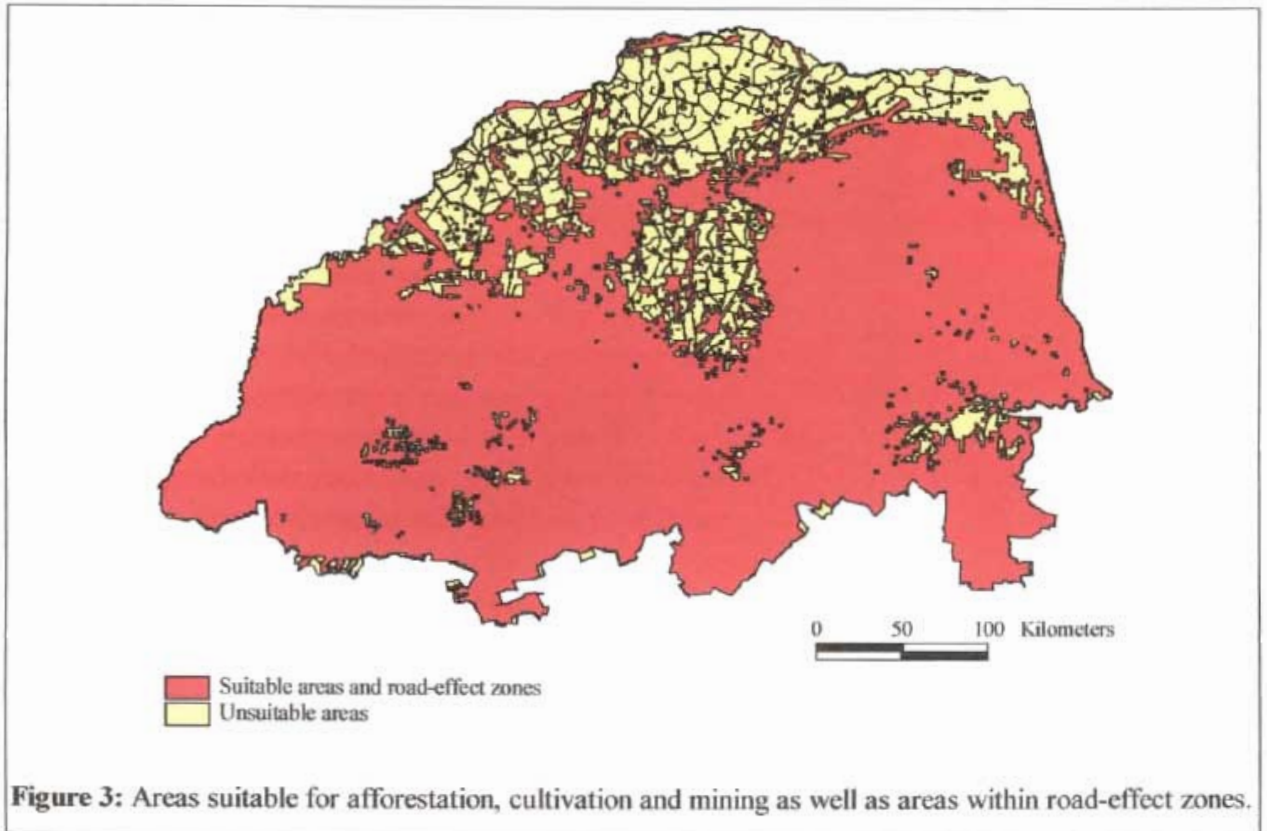 0 50 100 Kilometers
Suitable areas and road-effect zones
Unsuitable areas
Figure 3: Areas suitable for afforestation, cultivation and mining as well as areas within road-effect zones.